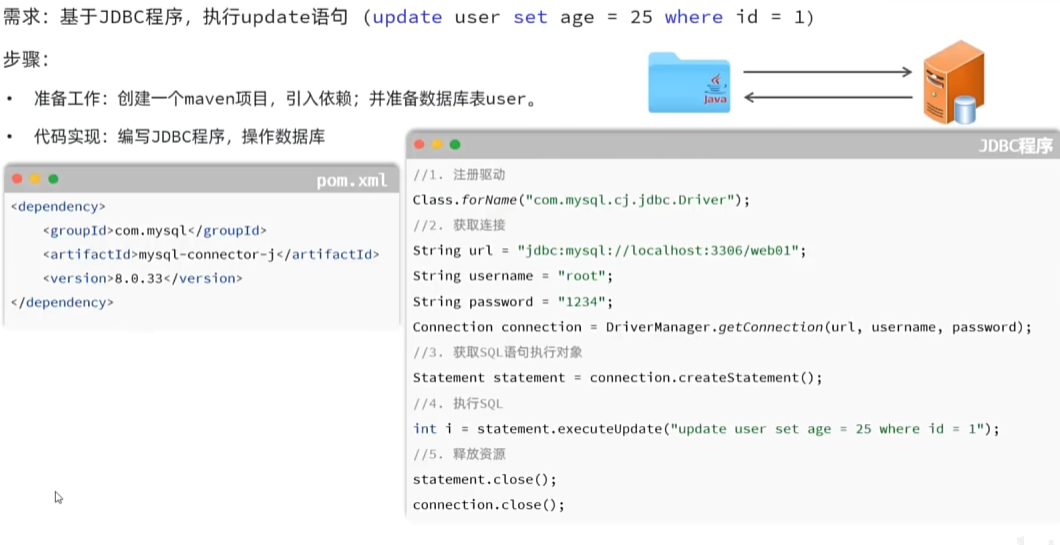 需求：基于JDBC程序，执行update语句（update user set age = 25 where id = 1）
步骤：
• 准备工作：创建一个maven项目，引入依赖；并准备数据库表user。
• 代码实现：编写JDBC程序，操作数据库
Java
pom.xml
<dependency>
    <groupId>com.mysql</groupId>
    <artifactId>mysql-connector-j</artifactId>
    <version>8.0.33</version>
</dependency>
JDBC程序
//1. 注册驱动
Class.forName("com.mysql.cj.jdbc.Driver");
//2. 获取连接
String url = "jdbc:mysql://localhost:3306/web01";
String username = "root";
String password = "1234";
Connection connection = DriverManager.getConnection(url, username, password);
//3. 获取SQL语句执行对象
Statement statement = connection.createStatement();
//4. 执行SQL
int i = statement.executeUpdate("update user set age = 25 where id = 1");
//5. 释放资源
statement.close();
connection.close();